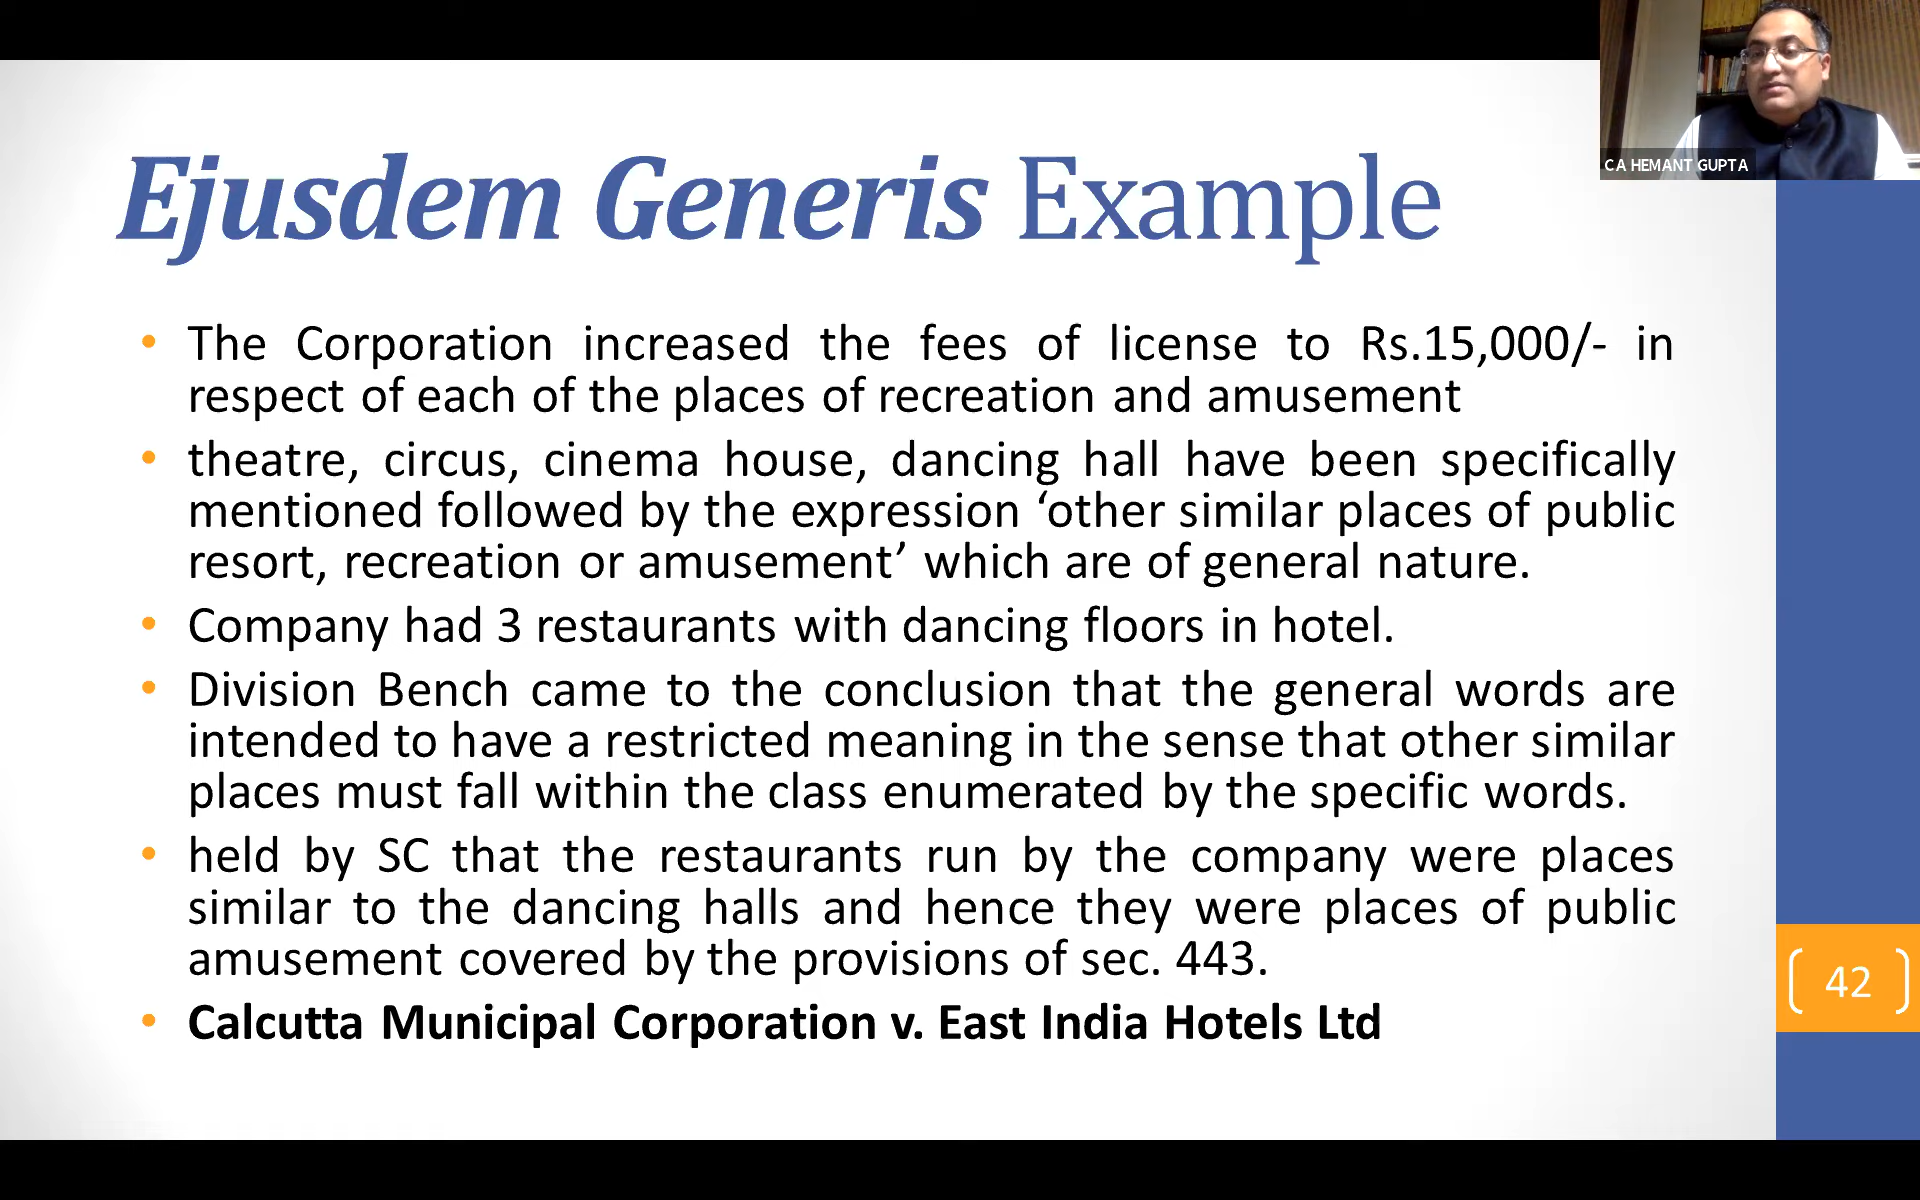 CA HEMANT GUPTA
Ejusdem Generis Example
• The Corporation increased the fees of license to Rs.15,000/- in
respect of each of the places of recreation and amusement
• theatre, circus, cinema house, dancing hall have been specifically
mentioned followed by the expression ‘other similar places of public
resort, recreation or amusement’ which are of general nature.
• Company had 3 restaurants with dancing floors in hotel.
• Division Bench came to the conclusion that the general words are
intended to have a restricted meaning in the sense that other similar
places must fall within the class enumerated by the specific words.
• held by SC that the restaurants run by the company were places
similar to the dancing halls and hence they were places of public
amusement covered by the provisions of sec. 443.
• Calcutta Municipal Corporation v. East India Hotels Ltd
42